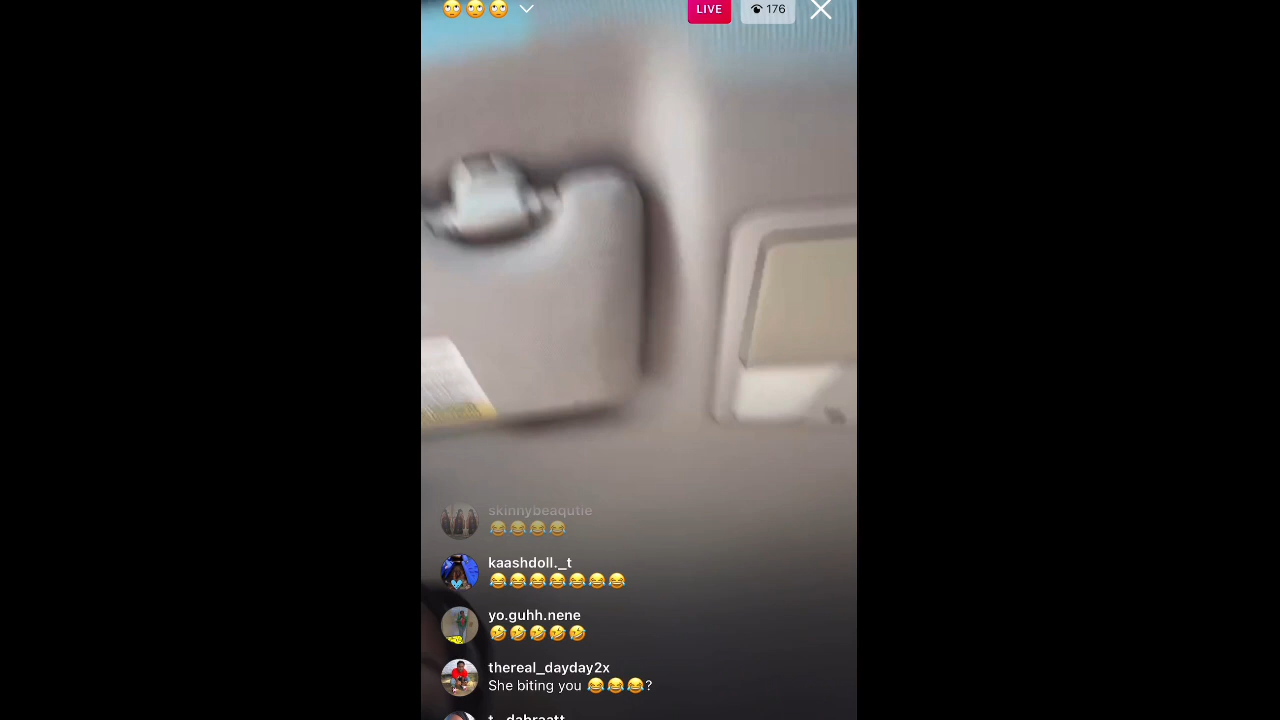 🙄🙄🙄
LIVE
176
skinnybeaqutie
😂😂😂😂
kaashdoll._t
😂😂😂😂😂😂😂
yo.guhh.nene
🤣🤣🤣🤣🤣
thereal_dayday2x
She biting you 😂😂😂?